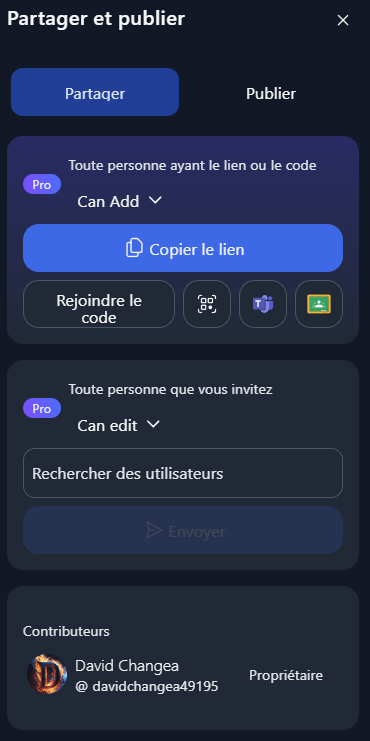 Partager et publier
Partager
Publier
Toute personne ayant le lien ou le code
Pro
Can Add
Copier le lien
Rejoindre le
code
Toute personne que vous invitez
Pro
Can edit
Rechercher des utilisateurs
Envoyer
Contributeurs
David Changea
@ davidchangea49195
Propriétaire